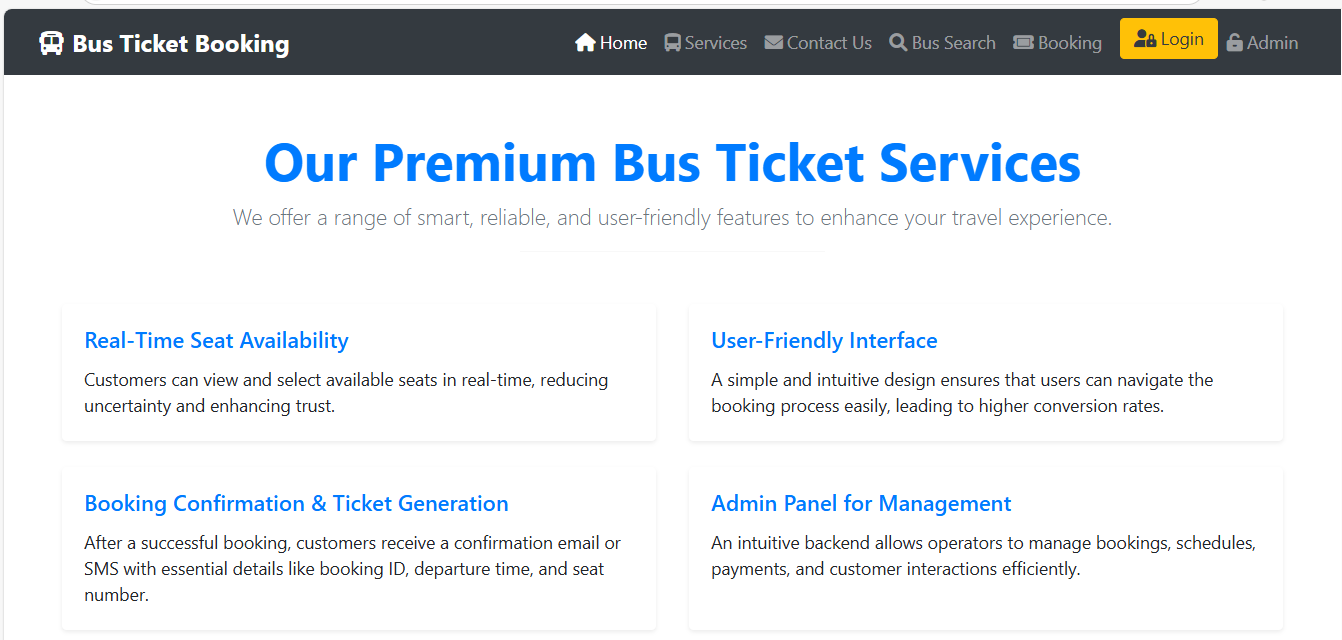 Bus Ticket Booking
Home Services Contact Us Bus Search Booking Login Admin
Our Premium Bus Ticket Services
We offer a range of smart, reliable, and user-friendly features to enhance your travel experience.
Real-Time Seat Availability
Customers can view and select available seats in real-time, reducing
uncertainty and enhancing trust.
User-Friendly Interface
A simple and intuitive design ensures that users can navigate the
booking process easily, leading to higher conversion rates.
Booking Confirmation & Ticket Generation
After a successful booking, customers receive a confirmation email or
SMS with essential details like booking ID, departure time, and seat
number.
Admin Panel for Management
An intuitive backend allows operators to manage bookings, schedules,
payments, and customer interactions efficiently.